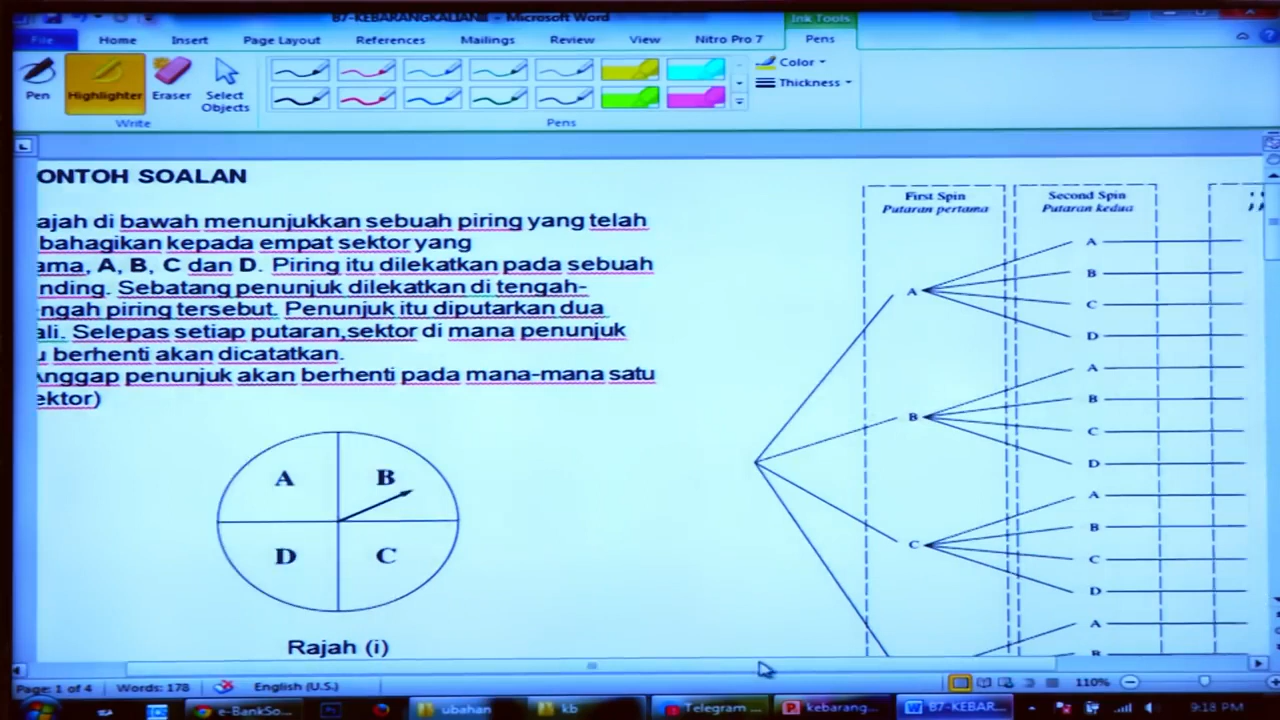 B7-KEBARANGKALIAN - Microsoft Word
Ink Tools
File Home Insert Page Layout References Mailings Review View Nitro Pro 7 Pens
Pen Highlighter Eraser Select Objects
Color
Thickness
Write
Pens
ONTOH SOALAN
ajah di bawah menunjukkan sebuah piring yang telah
bahagikan kepada empat sektor yang
ama, A, B, C dan D. Piring itu dilekatkan pada sebuah
nding. Sebatang penunjuk dilekatkan di tengah-
ngah piring tersebut. Penunjuk itu diputarkan dua
ali. Selepas setiap putaran,sektor di mana penunjuk
u berhenti akan dicatatkan.
Anggap penunjuk akan berhenti pada mana-mana satu
ektor)
A B
D C
Rajah (i)
First Spin
Putaran pertama
Second Spin
Putaran kedua
A
A
B
C
D
B
A
B
C
D
C
A
B
C
D
A
B
Page: 1 of 4 Words: 178 English (U.S.) 110%
e-BankSo... ubahan kb Telegram ... kebarang... B7-KEBAR... 9:18 PM